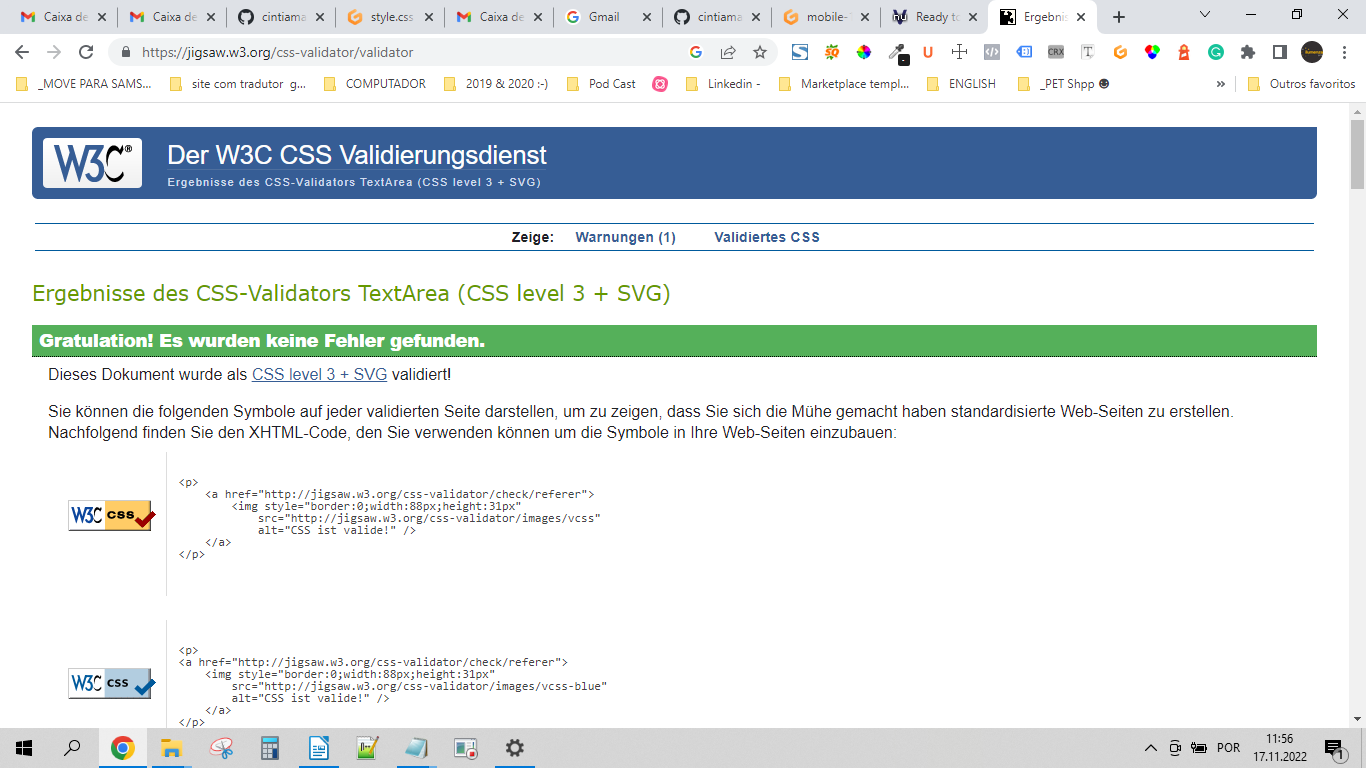 Caixa de
Caixa de
cintiama
style.css
Caixa de
Gmail
cintiama
mobile-
Ready to
Ergebnis
https://jigsaw.w3.org/css-validator/validator
CRX
_MOVE PARA SAMS...
site com tradutor g...
COMPUTADOR
2019 & 2020 :-)
Pod Cast
Linkedin -
Marketplace templ...
ENGLISH
_PET Shpp ☻
»
Outros favoritos
W3C®
Der W3C CSS Validierungsdienst
Ergebnisse des CSS-Validators TextArea (CSS level 3 + SVG)
Zeige: Warnungen (1) Validiertes CSS
Ergebnisse des CSS-Validators TextArea (CSS level 3 + SVG)
Gratulation! Es wurden keine Fehler gefunden.
Dieses Dokument wurde als CSS level 3 + SVG validiert!
Sie können die folgenden Symbole auf jeder validierten Seite darstellen, um zu zeigen, dass Sie sich die Mühe gemacht haben standardisierte Web-Seiten zu erstellen.
Nachfolgend finden Sie den XHTML-Code, den Sie verwenden können um die Symbole in Ihre Web-Seiten einzubauen:
W3C CSS
<p>
<a href="http://jigsaw.w3.org/css-validator/check/referer">
<img style="border:0;width:88px;height:31px"
src="http://jigsaw.w3.org/css-validator/images/vcss"
alt="CSS ist valide!" />
</a>
</p>
W3C CSS
<p>
<a href="http://jigsaw.w3.org/css-validator/check/referer">
<img style="border:0;width:88px;height:31px"
src="http://jigsaw.w3.org/css-validator/images/vcss-blue"
alt="CSS ist valide!" />
</a>
</p>
POR
11:56
17.11.2022
1